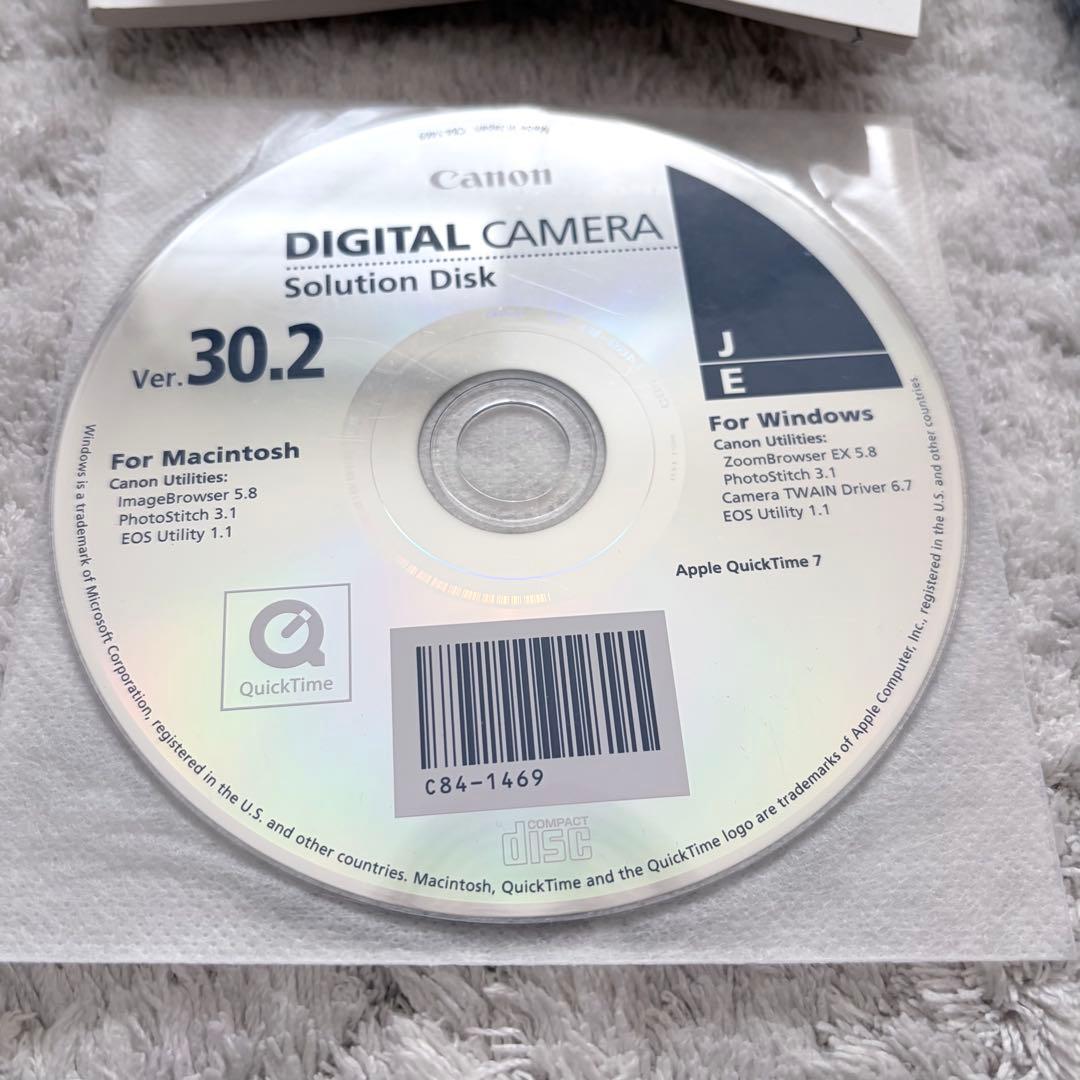 Canon
DIGITAL CAMERA
Solution Disk
Ver.30.2
J
E
For Macintosh
Canon Utilities:
ImageBrowser 5.8
PhotoStitch 3.1
EOS Utility 1.1
For Windows
Canon Utilities:
ZoomBrowser EX 5.8
PhotoStitch 3.1
Camera TWAIN Driver 6.7
EOS Utility 1.1
Apple QuickTime 7
QuickTime
C84-1469
COMPACT
disc
Windows is a trademark of Microsoft Corporation, registered in the U.S. and other countries. Macintosh, QuickTime and the QuickTime logo are trademarks of Apple Computer, Inc., registered in the U.S. and other countries.